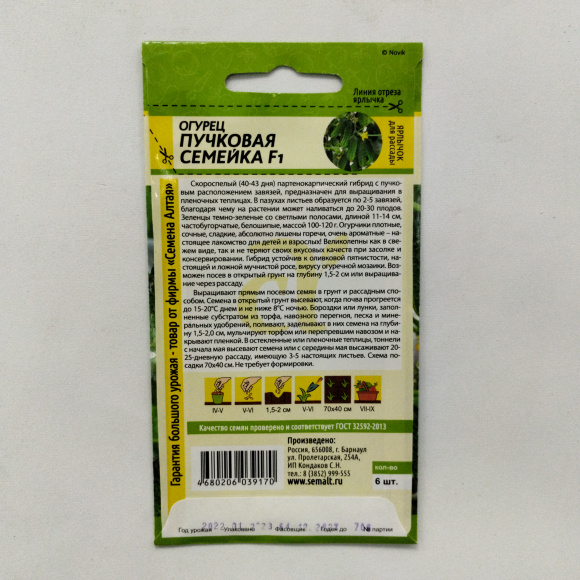 © Novik
Линия отреза
ярлычка
ОГУРЕЦ
ПУЧКОВАЯ
СЕМЕЙКА F1
ЯРЛЫЧОК
для рассады
Скороспелый (40-43 дня) партенокарпический гибрид с пучко-
вым расположением завязей, предназначен для выращивания в
пленочных теплицах. В пазухах листьев образуется по 2-5 завязей,
благодаря чему на растении может наливаться до 20-30 плодов.
Зеленцы темно-зеленые со светлыми полосами, длиной 11-14 см,
частобугорчатые, белошипые, массой 100-120 г. Огурчики плотные,
сочные, сладкие, абсолютно лишены горечи, очень ароматные – на-
стоящее лакомство для детей и взрослых! Великолепны как в све-
жем виде, так и не теряют своих вкусовых качеств при засолке и
консервировании. Гибрид устойчив к оливковой пятнистости, на-
стоящей и ложной мучнистой росе, вирусу огуречной мозаики. Воз-
можен посев в открытый грунт на глубину 1,5-2 см или выращива-
ние через рассаду.
Выращивают прямым посевом семян в грунт и рассадным спо-
собом. Семена в открытый грунт высевают, когда почва прогреется
до 15-20°С днем и не ниже 8°С ночью. Бороздки или лунки, запол-
ненные субстратом из торфа, навозного перегноя, песка и мине-
ральных удобрений, поливают, заделывают в них семена на глуби-
ну 1,5-2,0 см, мульчируют торфом или перепревшим навозом и на-
крывают пленкой. В остекленные или пленочные теплицы, тоннели
с начала мая высевают семена или с середины мая высаживают 20-
25-дневную рассаду, имеющую 3-5 настоящих листьев. Схема по-
садки 70х40 см. Не требует формировки.
IV-V V-VI 1,5-2 см V-VI 70х40 см VII-IX
Качество семян проверено и соответствует ГОСТ 32592-2013
Гарантия большого урожая - товар от фирмы «Семена Алтая»
Произведено:
Россия, 656008, г. Барнаул
ул. Пролетарская, 254А,
ИП Кондаков С.Н.
тел.: 8 (3852) 999-555
www.semalt.ru
кол-во
6 шт.
4 680206 039170
Год урожая Упаковано Фасовщик Годен до № партии